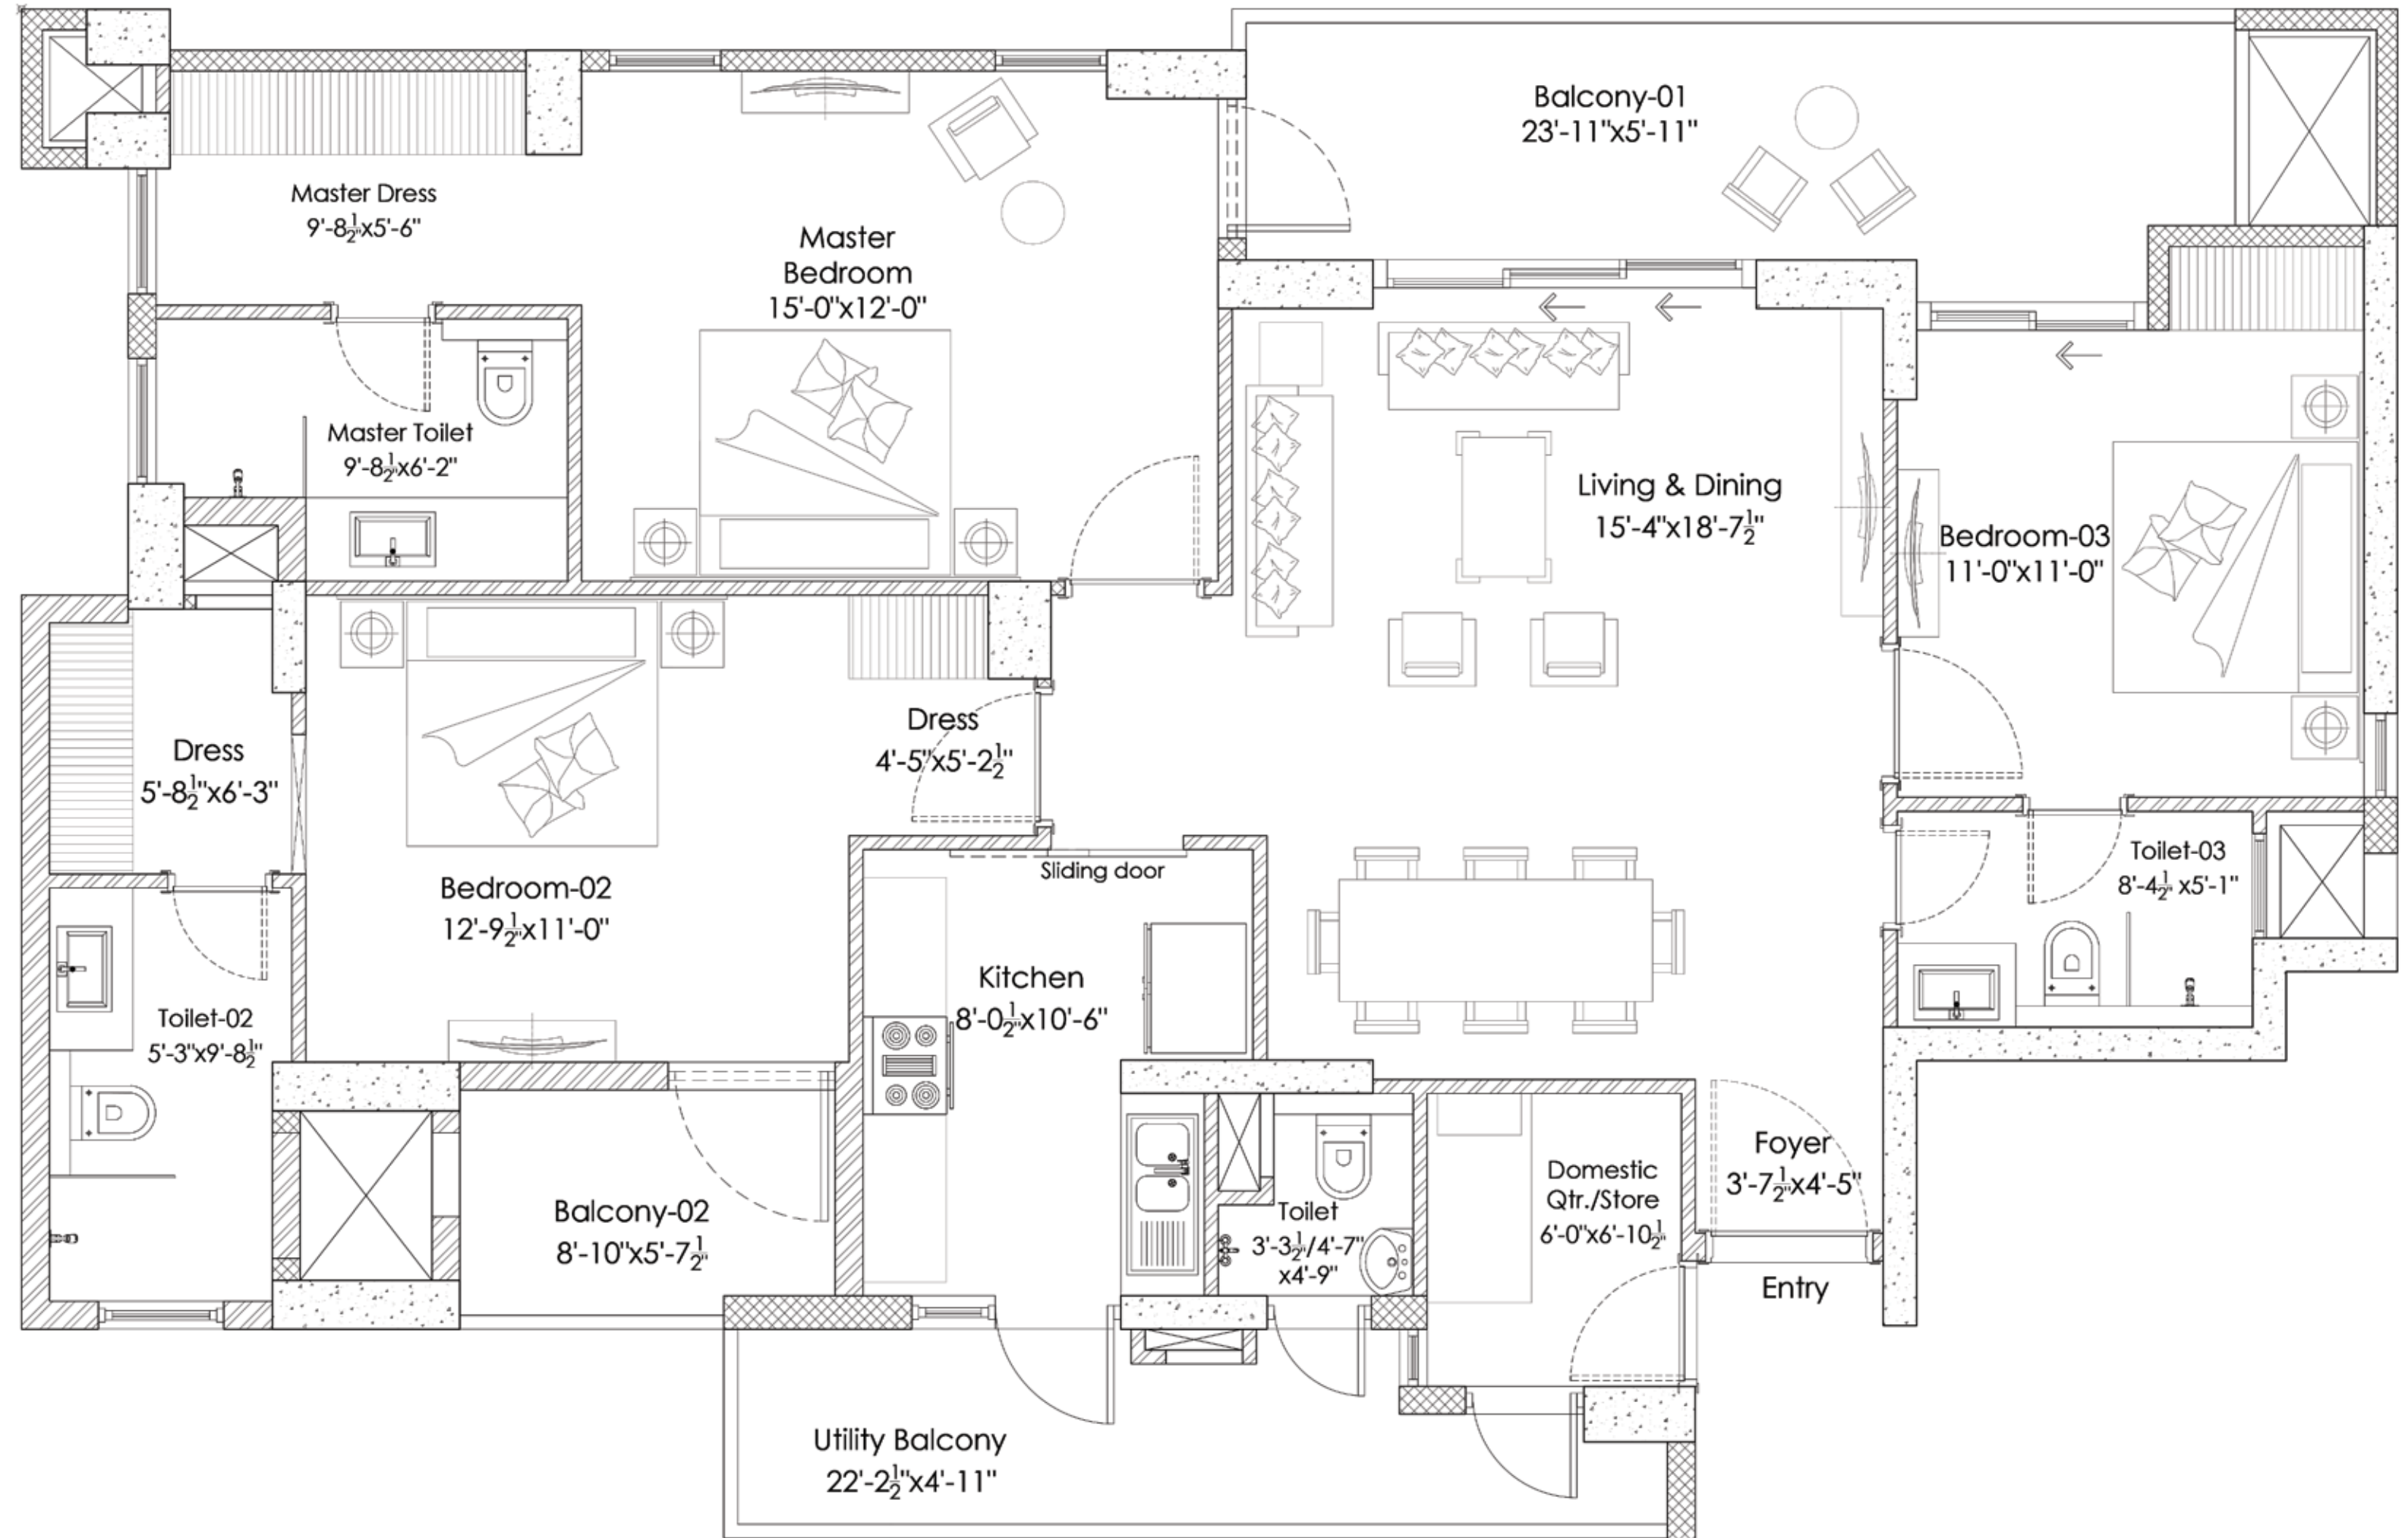 Balcony-01
23'-11"x5'-11"
Master Dress
9'-8½"x5'-6"
Master
Bedroom
15'-0"x12'-0"
Master Toilet
9'-8½"x6'-2"
Living & Dining
15'-4"x18'-7½"
Bedroom-03
11'-0"x11'-0"
Dress
5'-8½"x6'-3"
Dress
4'-5"x5'-2½"
Bedroom-02
12'-9½"x11'-0"
Sliding door
Toilet-03
8'-4½" x5'-1"
Kitchen
8'-0½"x10'-6"
Toilet-02
5'-3"x9'-8½"
Balcony-02
8'-10"x5'-7½"
Toilet
3'-3½"/4'-7"
x4'-9"
Domestic
Qtr./Store
6'-0"x6'-10½"
Foyer
3'-7½"x4'-5"
Entry
Utility Balcony
22'-2½"x4'-11"